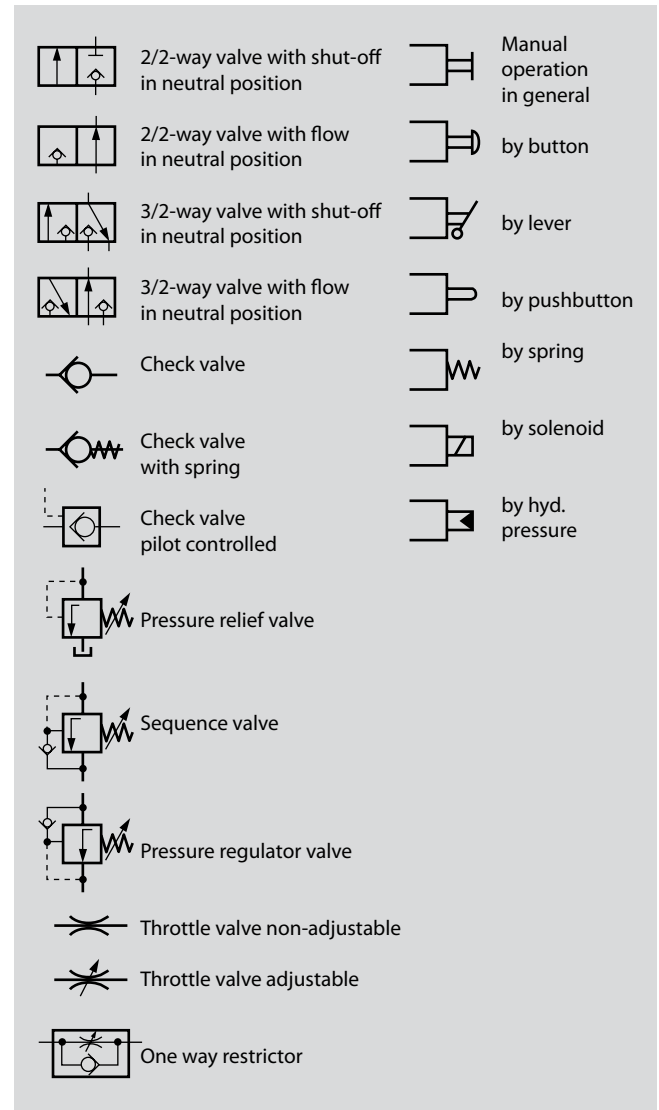 2/2-way valve with shut-off
in neutral position
2/2-way valve with flow
in neutral position
3/2-way valve with shut-off
in neutral position
3/2-way valve with flow
in neutral position
Check valve
Check valve
with spring
Check valve
pilot controlled
Pressure relief valve
Sequence valve
Pressure regulator valve
Throttle valve non-adjustable
Throttle valve adjustable
One way restrictor
Manual
operation
in general
by button
by lever
by pushbutton
by spring
by solenoid
by hyd.
pressure